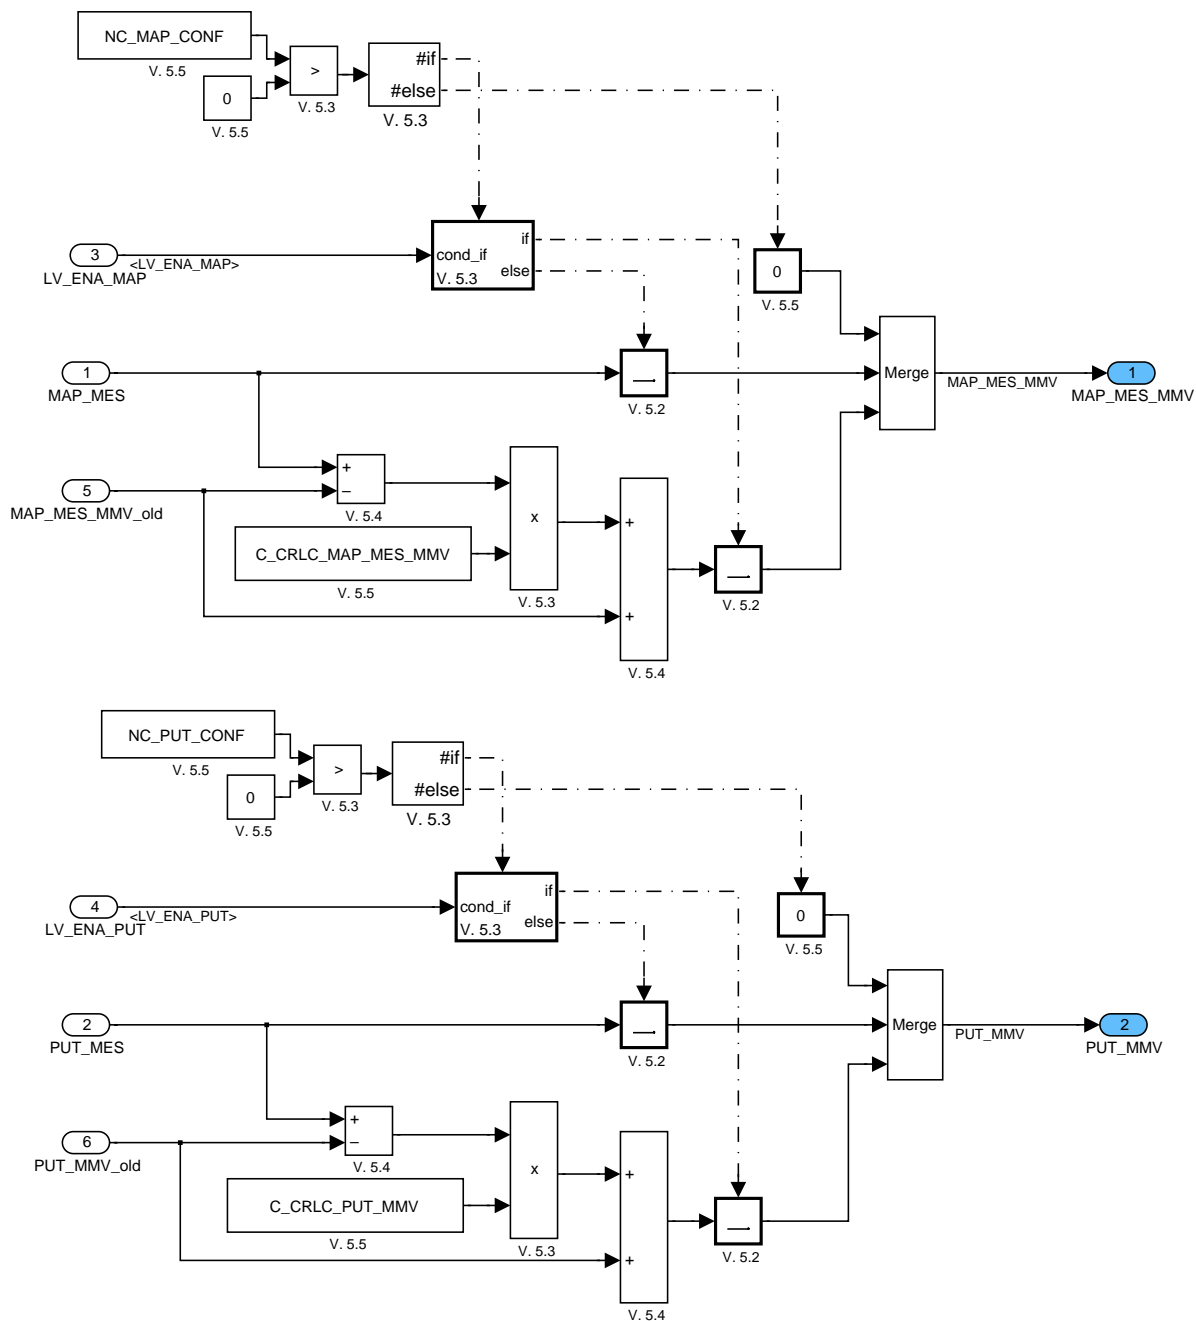 NC_MAP_CONF
V. 5.5
0
V. 5.5
>
V. 5.3
#if
#else
V. 5.3
3
LV_ENA_MAP
<LV_ENA_MAP>
cond_if
if
else
V. 5.3
0
V. 5.5
1
MAP_MES
V. 5.2
Merge
MAP_MES_MMV
1
MAP_MES_MMV
5
MAP_MES_MMV_old
+
–
V. 5.4
C_CRLC_MAP_MES_MMV
V. 5.5
x
V. 5.3
+
+
V. 5.4
V. 5.2
NC_PUT_CONF
V. 5.5
0
V. 5.5
>
V. 5.3
#if
#else
V. 5.3
4
LV_ENA_PUT
<LV_ENA_PUT>
cond_if
if
else
V. 5.3
0
V. 5.5
2
PUT_MES
V. 5.2
Merge
PUT_MMV
2
PUT_MMV
6
PUT_MMV_old
+
–
V. 5.4
C_CRLC_PUT_MMV
V. 5.5
x
V. 5.3
+
+
V. 5.4
V. 5.2